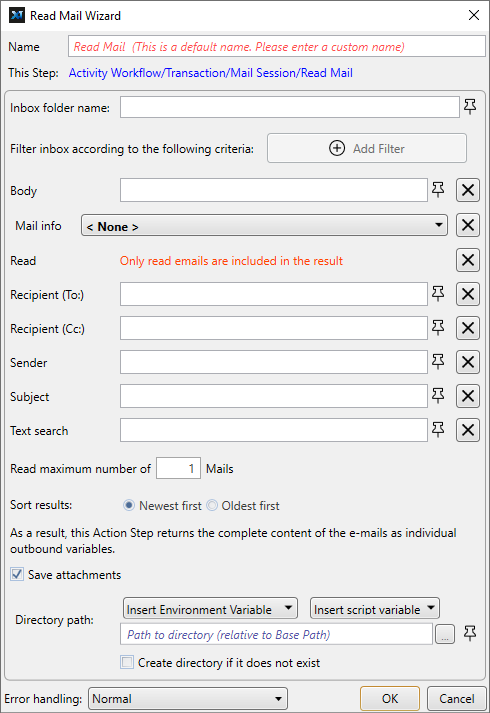 Read Mail Wizard
Name Read Mail (This is a default name. Please enter a custom name)
This Step: Activity Workflow/Transaction/Mail Session/Read Mail
Inbox folder name:
Filter inbox according to the following criteria: Add Filter
Body
Mail info < None >
Read Only read emails are included in the result
Recipient (To:)
Recipient (Cc:)
Sender
Subject
Text search
Read maximum number of 1 Mails
Sort results: Newest first Oldest first
As a result, this Action Step returns the complete content of the e-mails as individual
outbound variables.
Save attachments
Directory path: Insert Environment Variable Insert script variable
Path to directory (relative to Base Path) ...
Create directory if it does not exist
Error handling: Normal OK Cancel